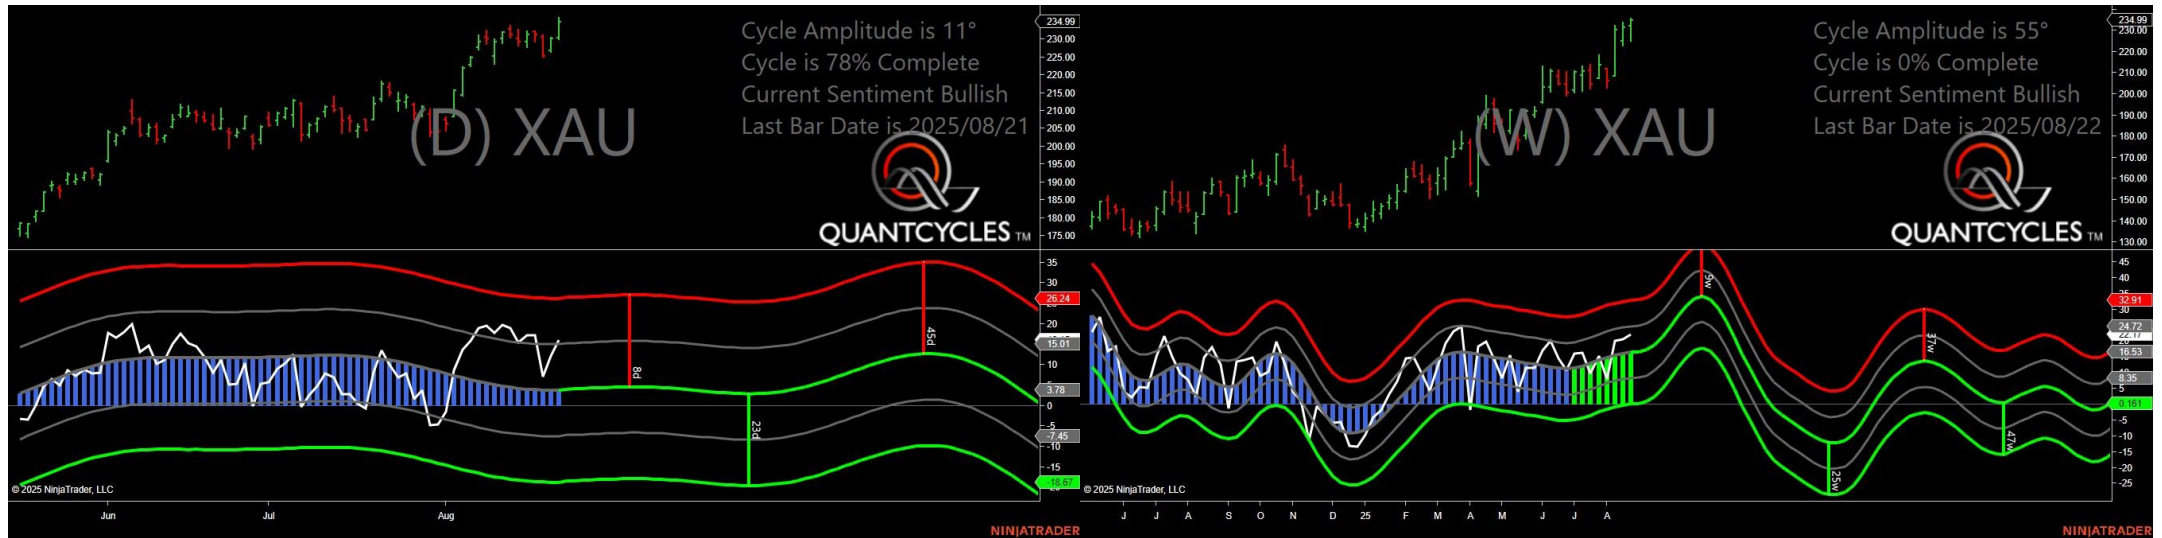 Cycle Amplitude is 11°
Cycle is 78% Complete
Current Sentiment Bullish
Last Bar Date is 2025/08/21
(D) XAU
QUANTCYCLES TM
234.99
230.00
225.00
220.00
215.00
210.00
205.00
200.00
195.00
190.00
185.00
180.00
175.00
35
30
26.24
20
15.01
10
5
3.78
0
-5
-7.45
-10
-15
-18.67
8d
23d
45d
© 2025 NinjaTrader, LLC
Jun
Jul
Aug
NINJATRADER
Cycle Amplitude is 55°
Cycle is 0% Complete
Current Sentiment Bullish
Last Bar Date is 2025/08/22
(W) XAU
QUANTCYCLES TM
234.99
230.00
220.00
210.00
200.00
190.00
180.00
170.00
160.00
150.00
140.00
130.00
45
40
32.91
24.72
22.17
16.53
8.35
5
0.161
-5
-10
-15
-20
-25
9w
25w
37w
47w
© 2025 NinjaTrader, LLC
J
J
A
S
O
N
D
25
F
M
A
M
J
J
A
NINJATRADER